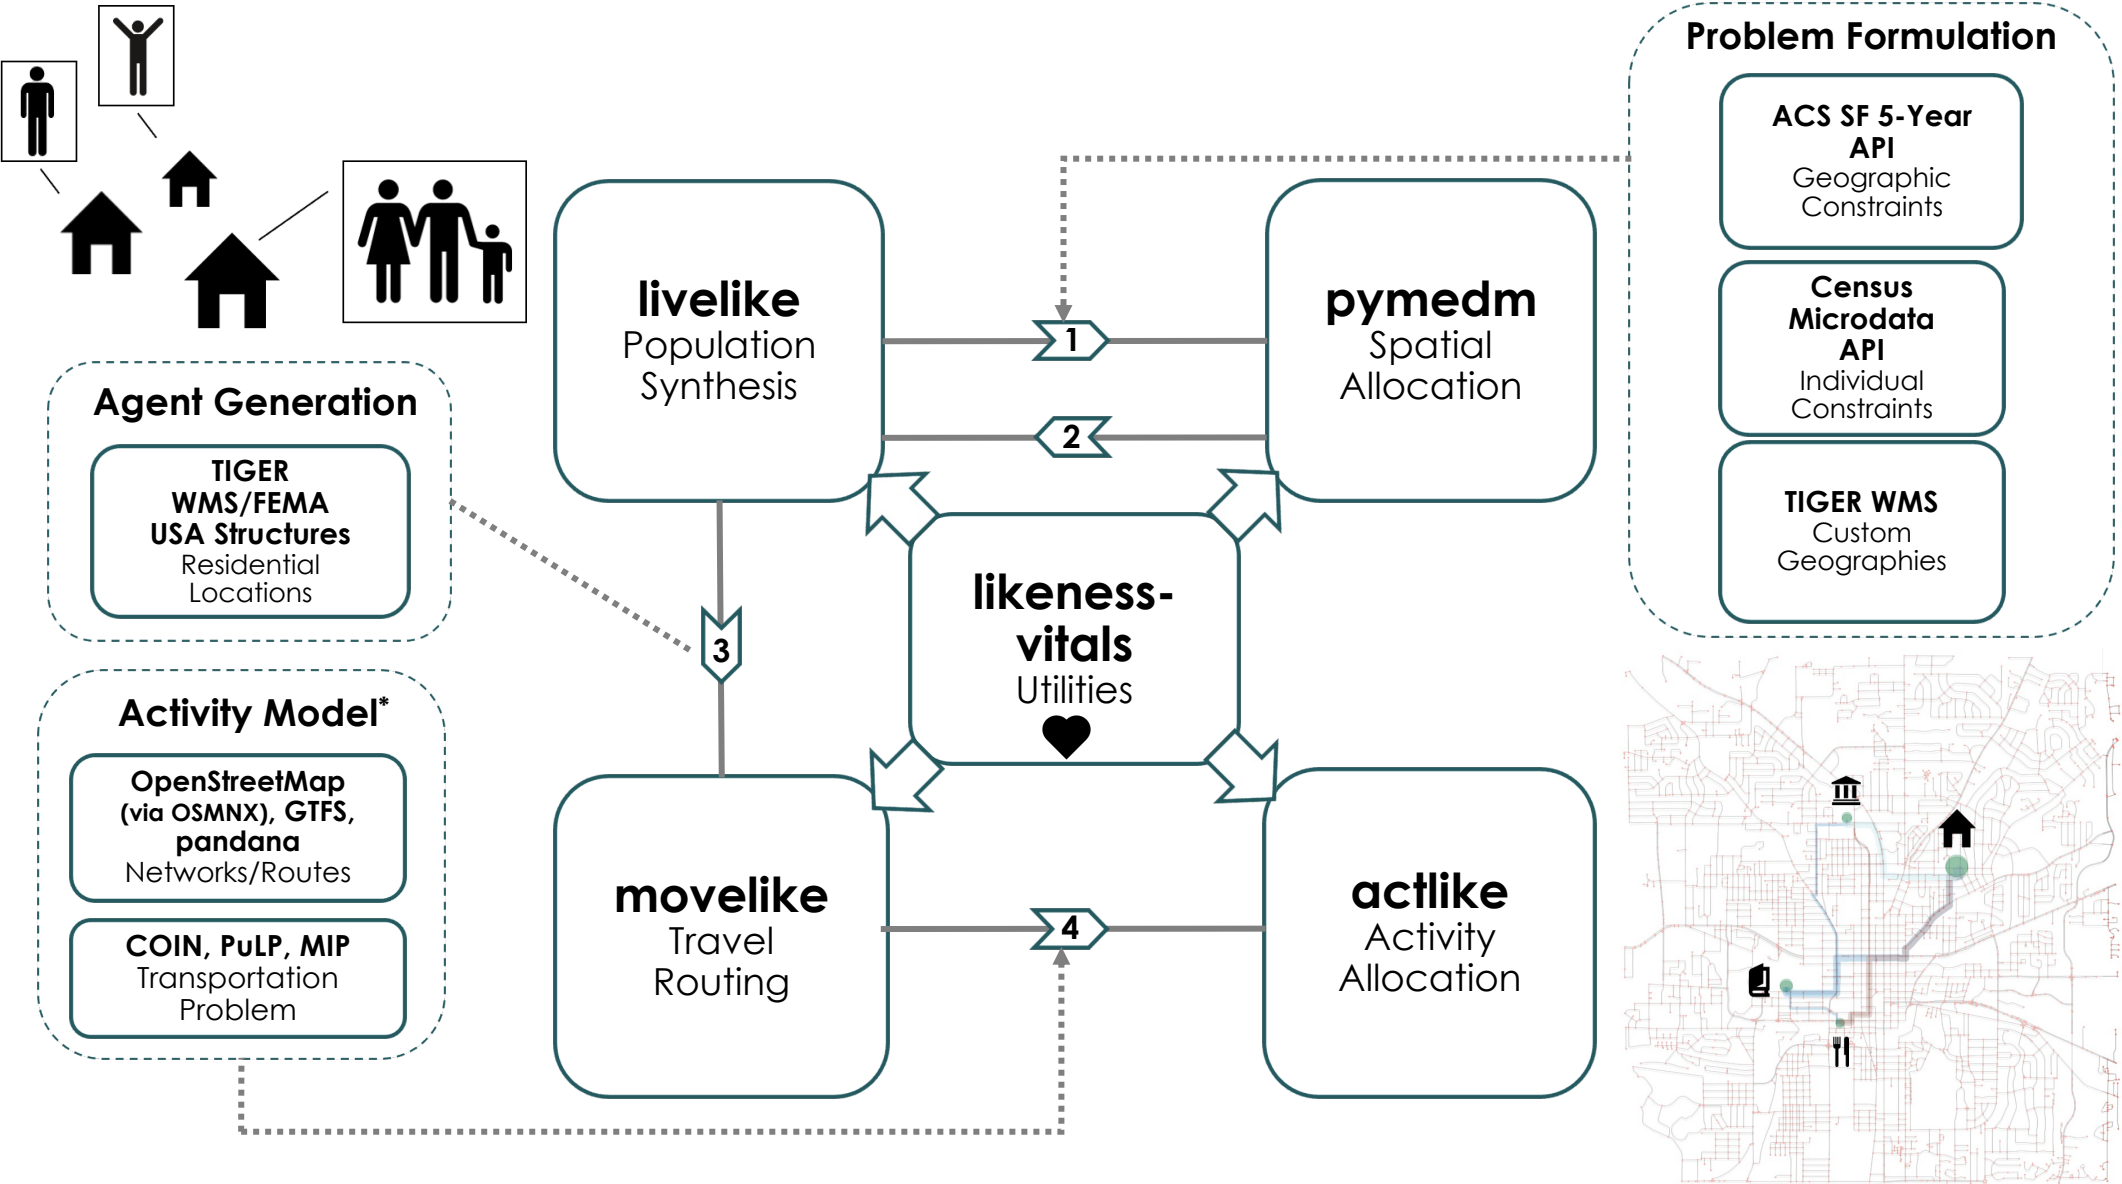 Problem Formulation
ACS SF 5-Year
API
Geographic
Constraints
Census
Microdata
API
Individual
Constraints
TIGER WMS
Custom
Geographies
livelike
Population
Synthesis
1
2
pymedm
Spatial
Allocation
Agent Generation
TIGER
WMS/FEMA
USA Structures
Residential
Locations
3
likeness-
vitals
Utilities
Activity Model*
OpenStreetMap
(via OSMNX), GTFS,
pandana
Networks/Routes
COIN, PuLP, MIP
Transportation
Problem
movelike
Travel
Routing
4
actlike
Activity
Allocation